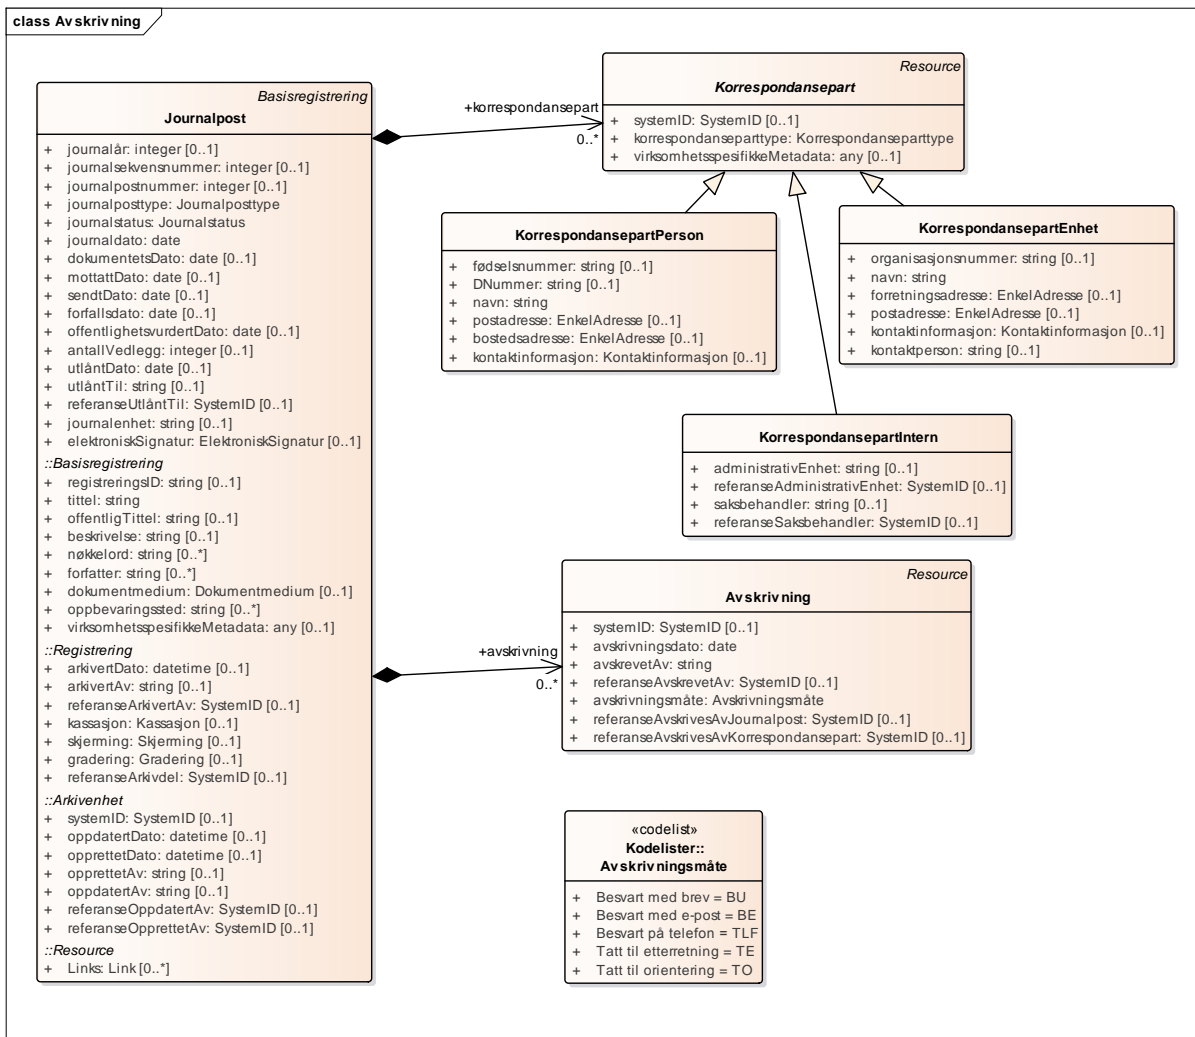 class Avskrivning
Basisregistrering
Journalpost
+ journalår: integer [0..1]
+ journalsekvensnummer: integer [0..1]
+ journalpostnummer: integer [0..1]
+ journalposttype: Journalposttype
+ journalstatus: Journalstatus
+ journaldato: date
+ dokumentetsDato: date [0..1]
+ mottattDato: date [0..1]
+ sendtDato: date [0..1]
+ forfallsdato: date [0..1]
+ offentlighetsvurdertDato: date [0..1]
+ antallVedlegg: integer [0..1]
+ utlåntDato: date [0..1]
+ utlåntTil: string [0..1]
+ referanseUtlåntTil: SystemID [0..1]
+ journalenhet: string [0..1]
+ elektroniskSignatur: ElektroniskSignatur [0..1]
::Basisregistrering
+ registreringsID: string [0..1]
+ tittel: string
+ offentligTittel: string [0..1]
+ beskrivelse: string [0..1]
+ nøkkelord: string [0..*]
+ forfatter: string [0..*]
+ dokumentmedium: Dokumentmedium [0..1]
+ oppbevaringssted: string [0..*]
+ virksomhetsspesifikkeMetadata: any [0..1]
::Registrering
+ arkivertDato: datetime [0..1]
+ arkivertAv: string [0..1]
+ referanseArkivertAv: SystemID [0..1]
+ kassasjon: Kassasjon [0..1]
+ skjerming: Skjerming [0..1]
+ gradering: Gradering [0..1]
+ referanseArkivdel: SystemID [0..1]
::Arkivenhet
+ systemID: SystemID [0..1]
+ oppdatertDato: datetime [0..1]
+ opprettetDato: datetime [0..1]
+ opprettetAv: string [0..1]
+ oppdatertAv: string [0..1]
+ referanseOppdatertAv: SystemID [0..1]
+ referanseOpprettetAv: SystemID [0..1]
::Resource
+ Links: Link [0..*]
+korrespondansepart
0..*
Resource
Korrespondansepart
+ systemID: SystemID [0..1]
+ korrespondanseparttype: Korrespondanseparttype
+ virksomhetsspesifikkeMetadata: any [0..1]
KorrespondansepartPerson
+ fødselsnummer: string [0..1]
+ DNummer: string [0..1]
+ navn: string
+ postadresse: EnkelAdresse [0..1]
+ bostedsadresse: EnkelAdresse [0..1]
+ kontaktinformasjon: Kontaktinformasjon [0..1]
KorrespondansepartEnhet
+ organisasjonsnummer: string [0..1]
+ navn: string
+ forretningsadresse: EnkelAdresse [0..1]
+ postadresse: EnkelAdresse [0..1]
+ kontaktinformasjon: Kontaktinformasjon [0..1]
+ kontaktperson: string [0..1]
KorrespondansepartIntern
+ administrativEnhet: string [0..1]
+ referanseAdministrativEnhet: SystemID [0..1]
+ saksbehandler: string [0..1]
+ referanseSaksbehandler: SystemID [0..1]
+avskrivning
0..*
Resource
Avskrivning
+ systemID: SystemID [0..1]
+ avskrivningsdato: date
+ avskrevetAv: string
+ referanseAvskrevetAv: SystemID [0..1]
+ avskrivningsmåte: Avskrivningsmåte
+ referanseAvskrivesAvJournalpost: SystemID [0..1]
+ referanseAvskrivesAvKorrespondansepart: SystemID [0..1]
«codelist»
Kodelister::
Avskrivningsmåte
+ Besvart med brev = BU
+ Besvart med e-post = BE
+ Besvart på telefon = TLF
+ Tatt til etterretning = TE
+ Tatt til orientering = TO